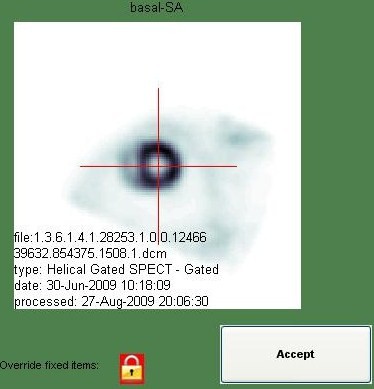 basal-SA
file:1.3.6.1.4.1.28253.1.0.0.12466
39632.854375.1508.1.dcm
type: Helical Gated SPECT - Gated
date: 30-Jun-2009 10:18:09
processed: 27-Aug-2009 20:06:30
Override fixed items:
Accept